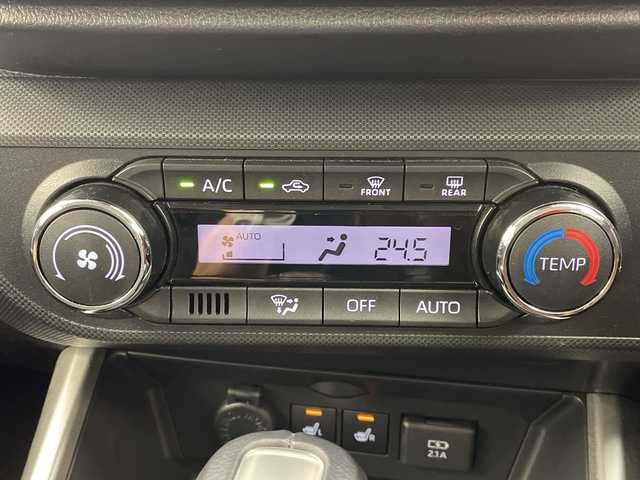 A/C FRONT REAR
AUTO 24.5 TEMP
OFF AUTO
L R 2.1A